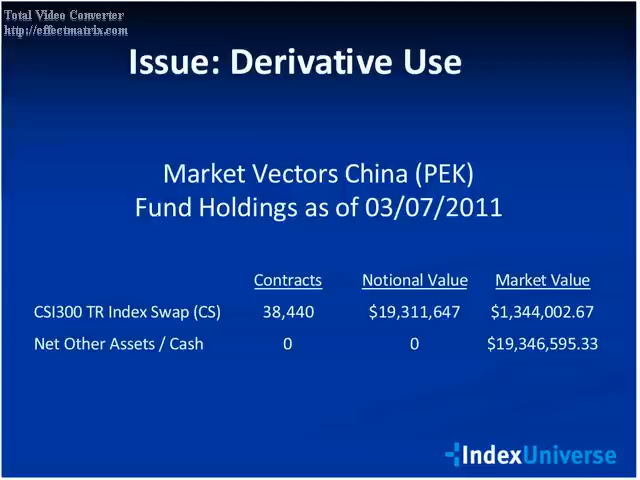 Total Video Converter
http://effectmatrix.com
Issue: Derivative Use
Market Vectors China (PEK)
Fund Holdings as of 03/07/2011
Contracts Notional Value Market Value
CSI300 TR Index Swap (CS) 38,440 $19,311,647 $1,344,002.67
Net Other Assets / Cash 0 0 $19,346,595.33
IndexUniverse